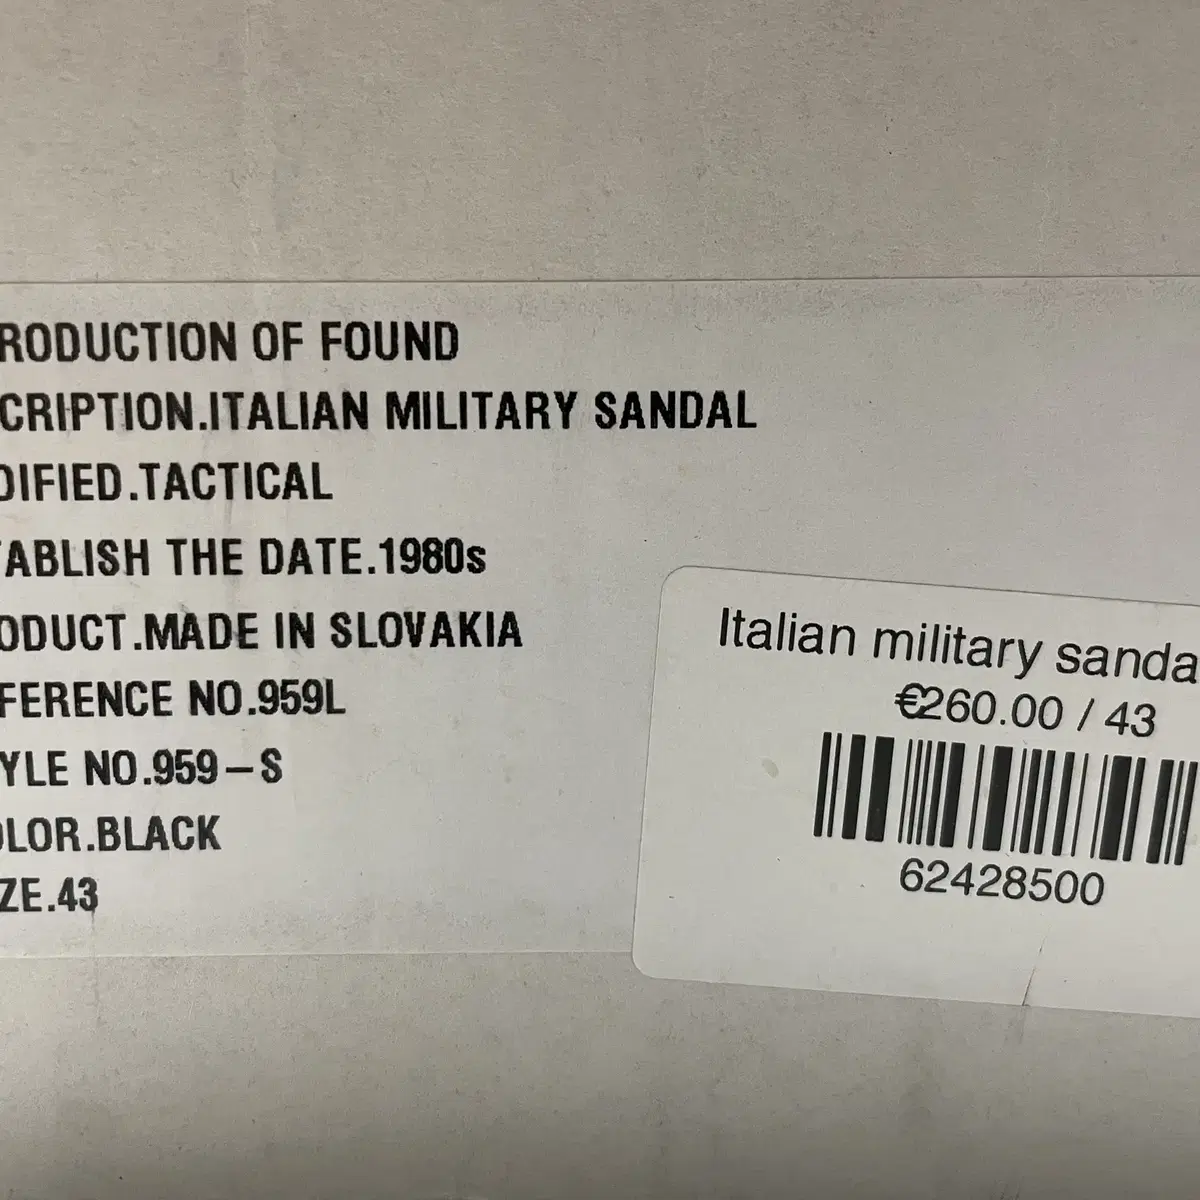 RODUCTION OF FOUND
CRIPTION.ITALIAN MILITARY SANDAL
DIFIED.TACTICAL
TABLISH THE DATE.1980s
ODUCT.MADE IN SLOVAKIA
FERENCE NO.959L
YLE NO.959-S
OLOR.BLACK
ZE.43
Italian military sanda
€260.00 / 43
62428500